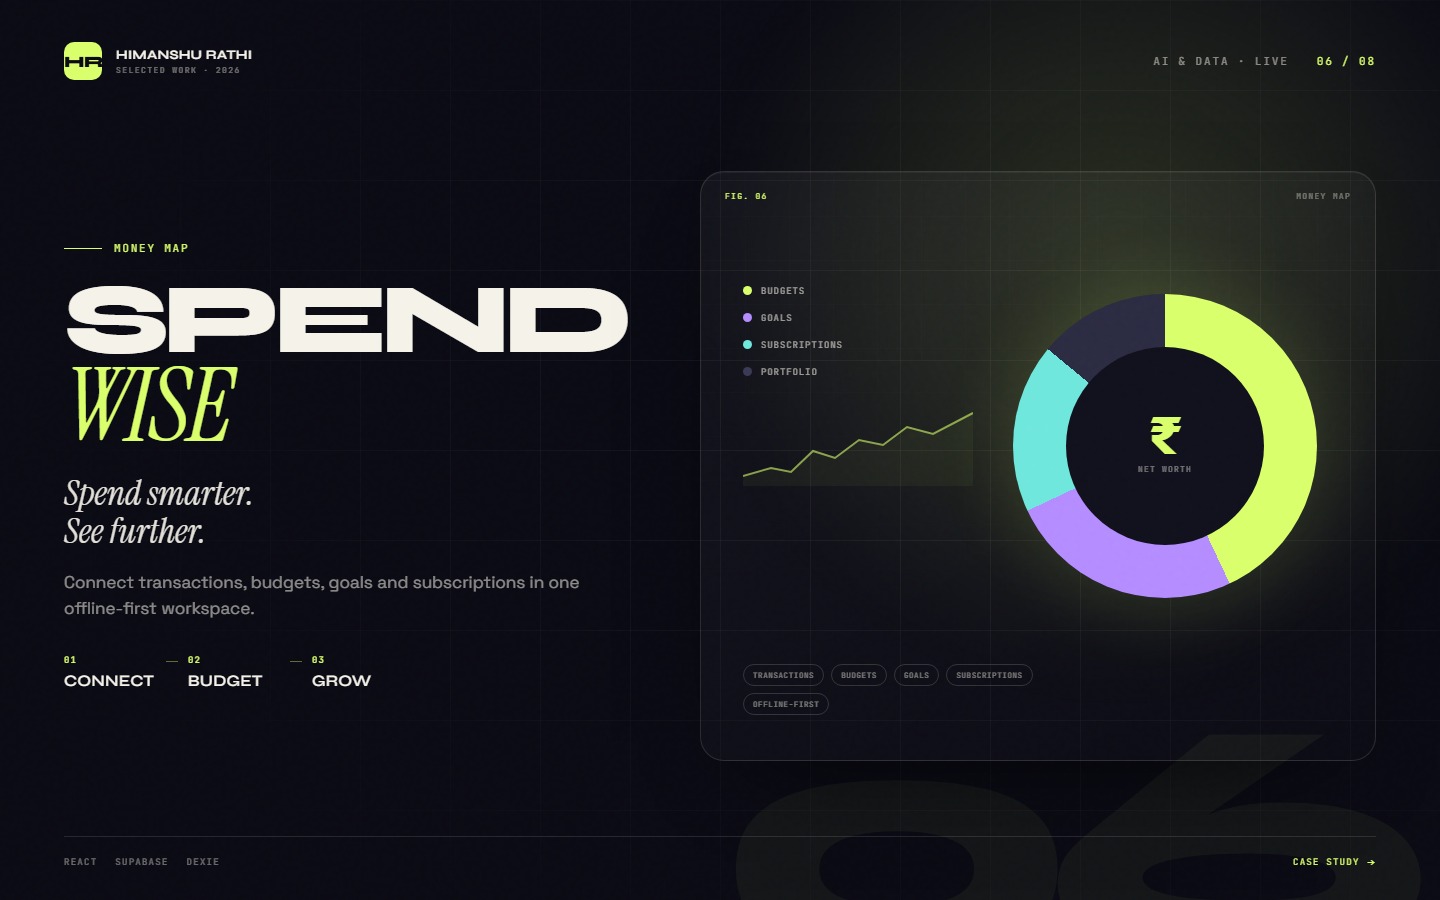 HR
HIMANSHU RATHI
SELECTED WORK · 2026
AI & DATA · LIVE
06 / 08
MONEY MAP
SPEND
WISE
Spend smarter.
See further.
Connect transactions, budgets, goals and subscriptions in one
offline-first workspace.
01
CONNECT
— 02
BUDGET
— 03
GROW
FIG. 06
MONEY MAP
BUDGETS
GOALS
SUBSCRIPTIONS
PORTFOLIO
₹
NET WORTH
TRANSACTIONS
BUDGETS
GOALS
SUBSCRIPTIONS
OFFLINE-FIRST
06
REACT
SUPABASE
DEXIE
CASE STUDY →